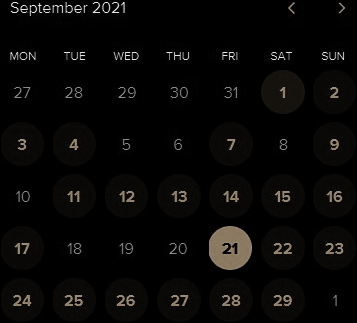 September 2021 < >
MON TUE WED THU FRI SAT SUN
27 28 29 30 31 1 2
3 4 5 6 7 8 9
10 11 12 13 14 15 16
17 18 19 20 21 22 23
24 25 26 27 28 29 1